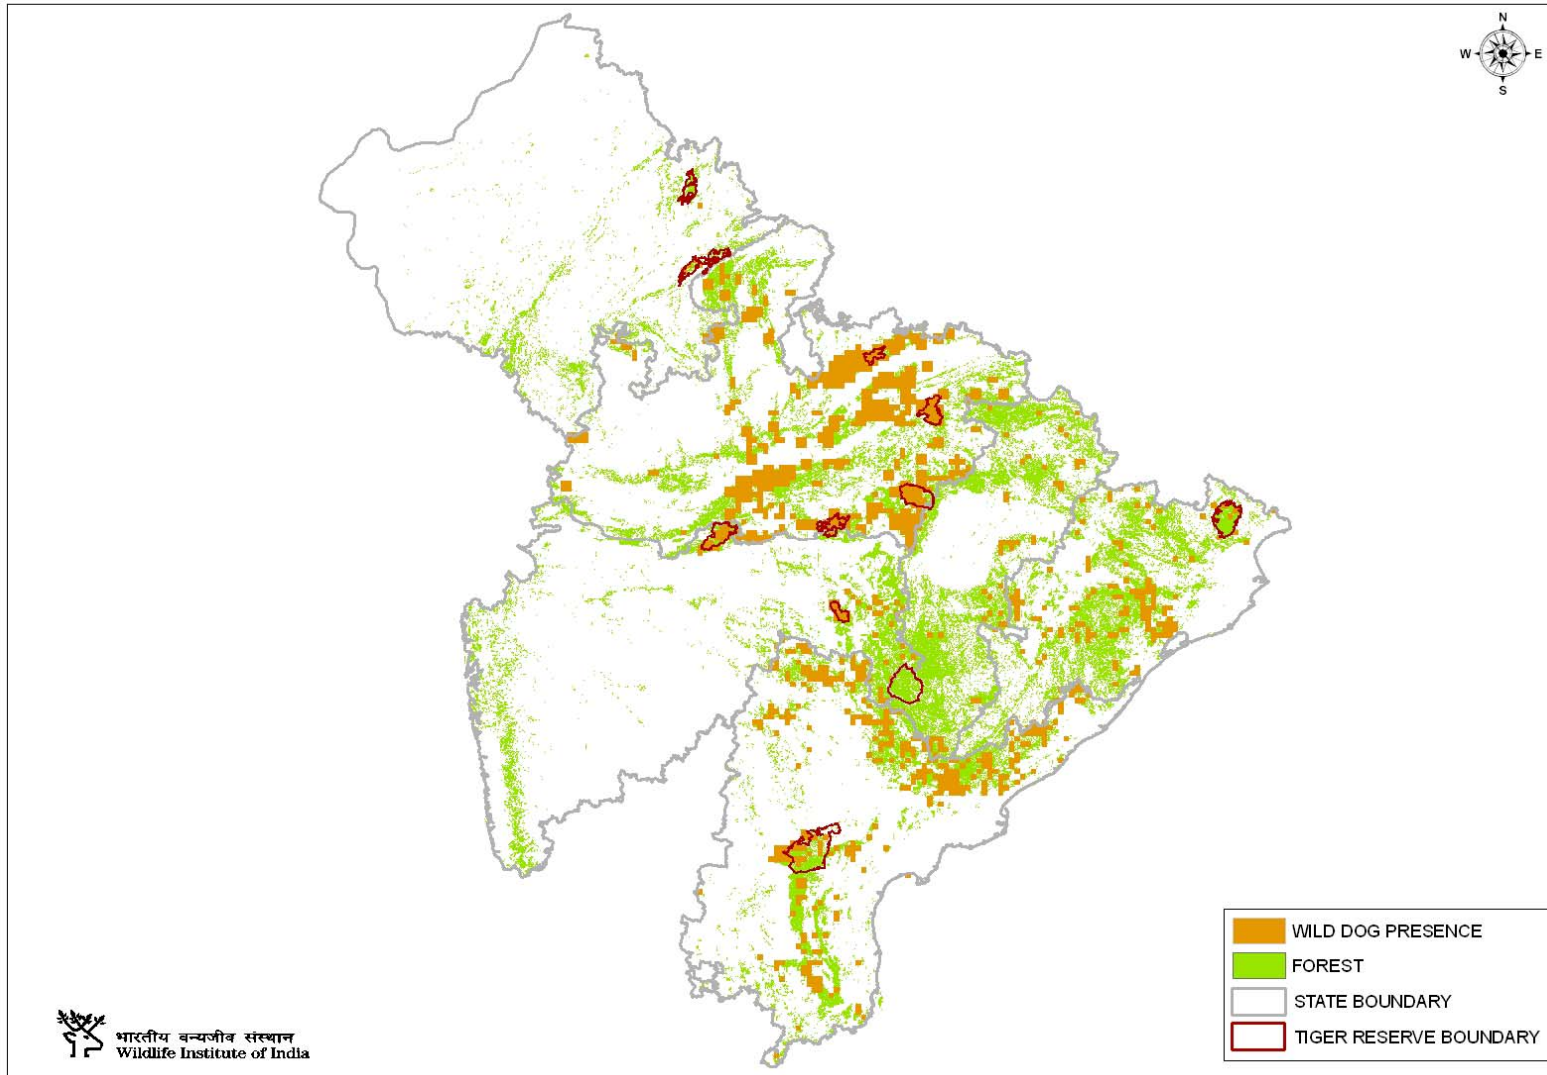 N
W E
S
WILD DOG PRESENCE
FOREST
STATE BOUNDARY
TIGER RESERVE BOUNDARY
भारतीय वन्यजीव संस्थान
Wildlife Institute of India